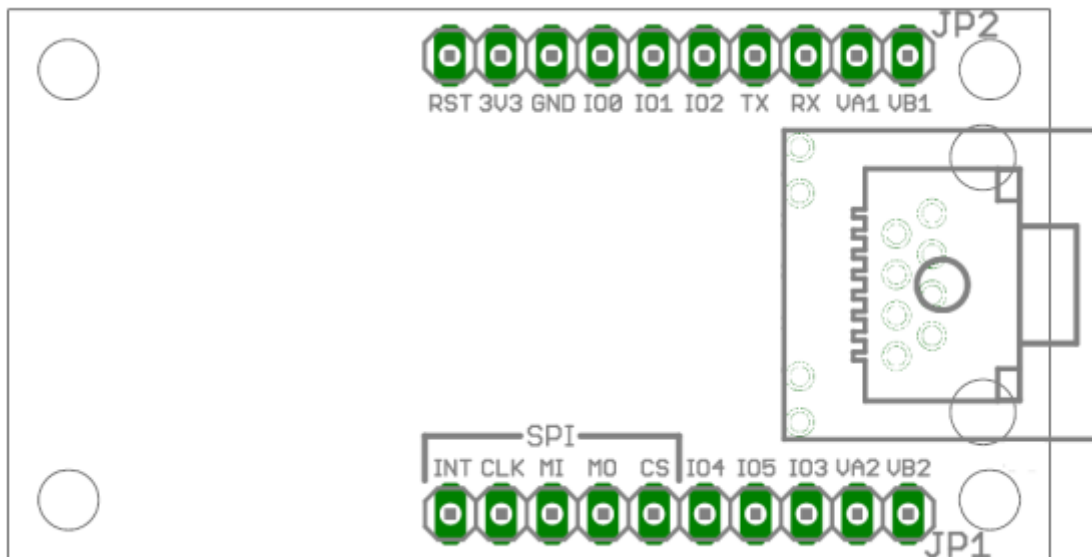 JP2
RST 3V3 GND IO0 IO1 IO2 TX RX VA1 VB1
SPI
INT CLK MI MO CS IO4 IO5 IO3 VA2 VB2
JP1